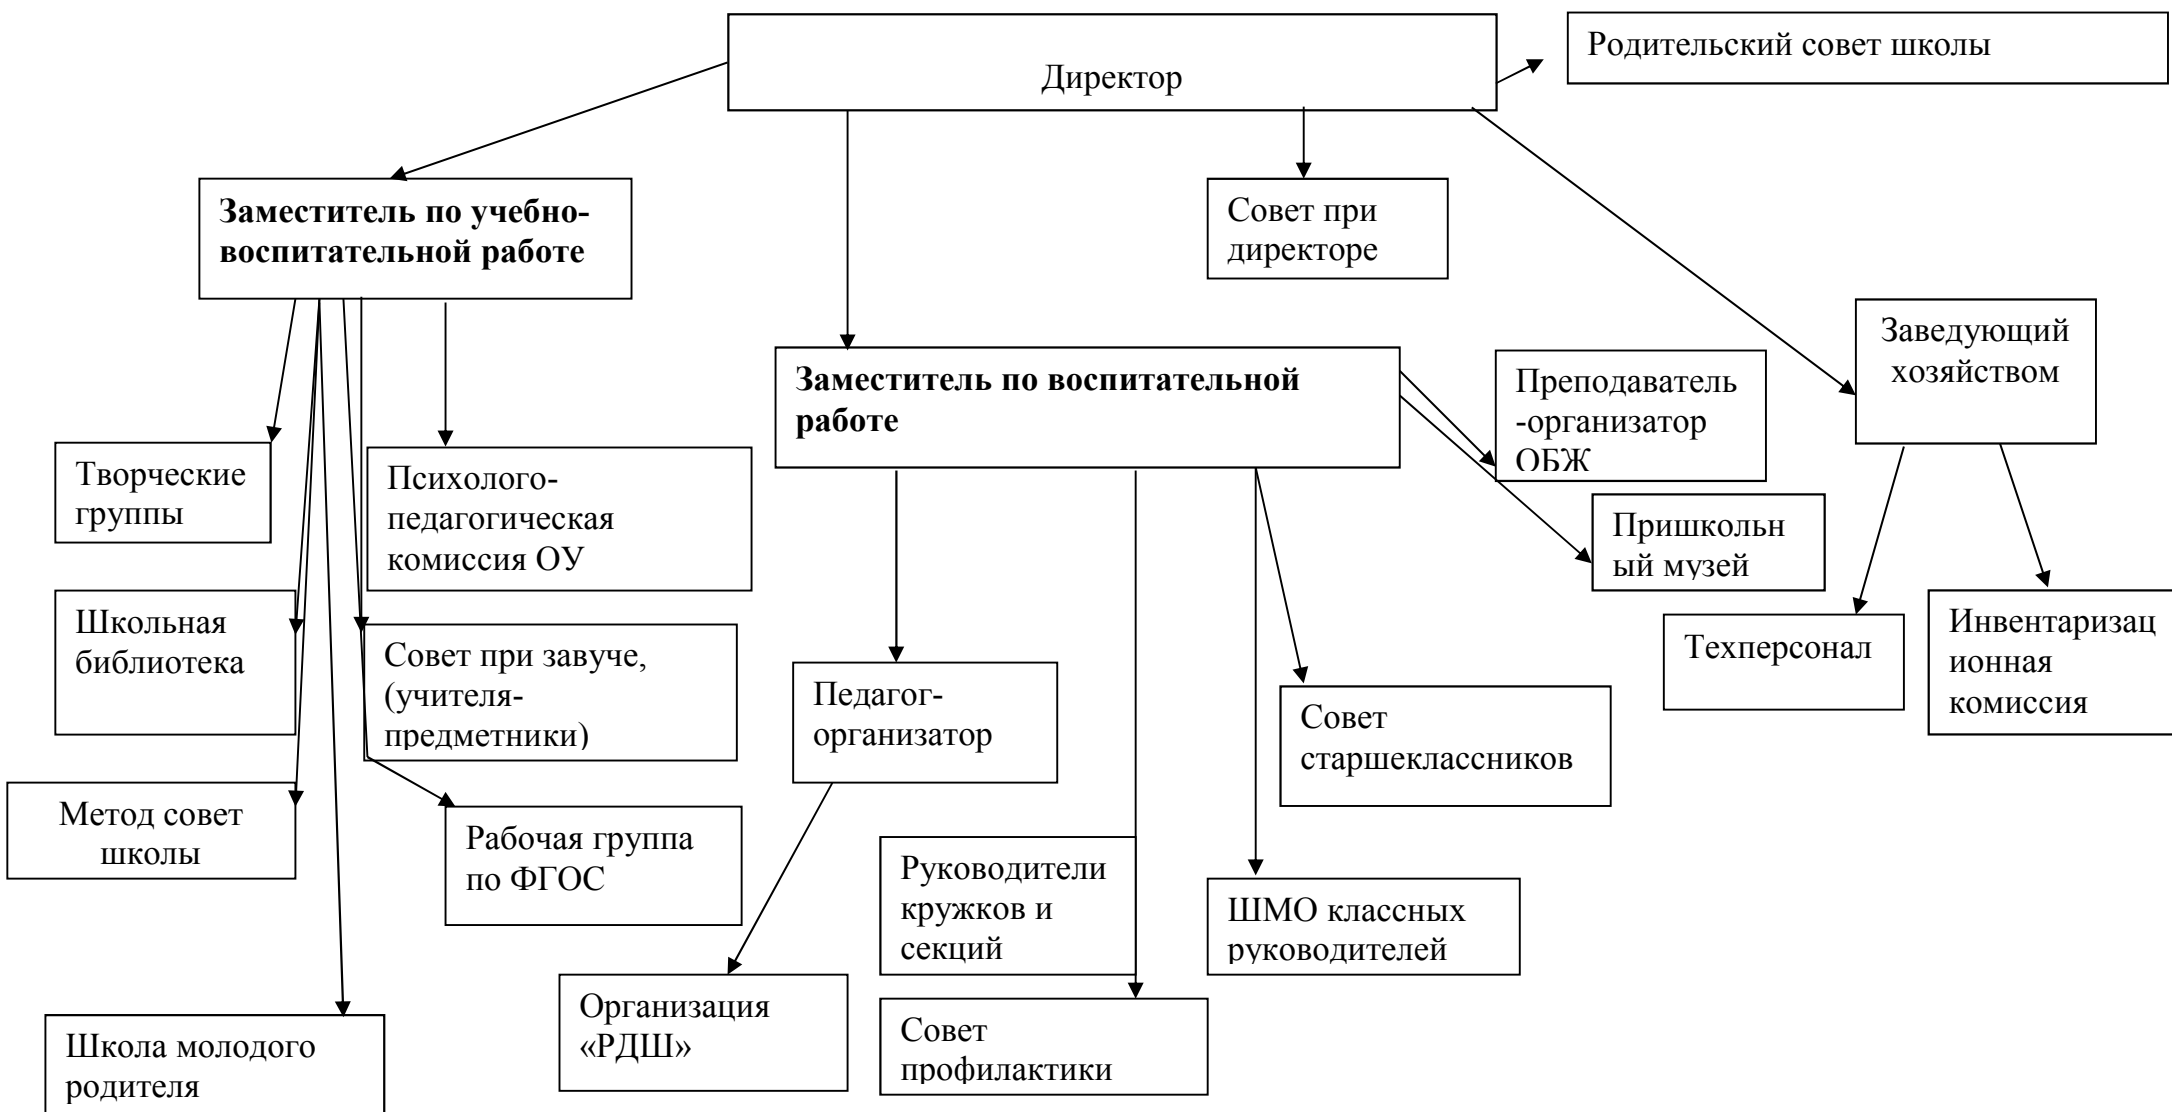 Директор
Родительский совет школы
Заместитель по учебно-
воспитательной работе
Совет при
директоре
Заместитель по воспитательной
работе
Преподаватель
-организатор
ОБЖ
Заведующий
хозяйством
Творческие
группы
Психолого-
педагогическая
комиссия ОУ
Пришкольн
ый музей
Школьная
библиотека
Совет при завуче,
(учителя-
предметники)
Педагог-
организатор
Совет
старшеклассников
Техперсонал
Инвентаризац
ионная
комиссия
Метод совет
школы
Рабочая группа
по ФГОС
Руководители
кружков и
секций
ШМО классных
руководителей
Организация
«РДШ»
Совет
профилактики
Школа молодого
родителя